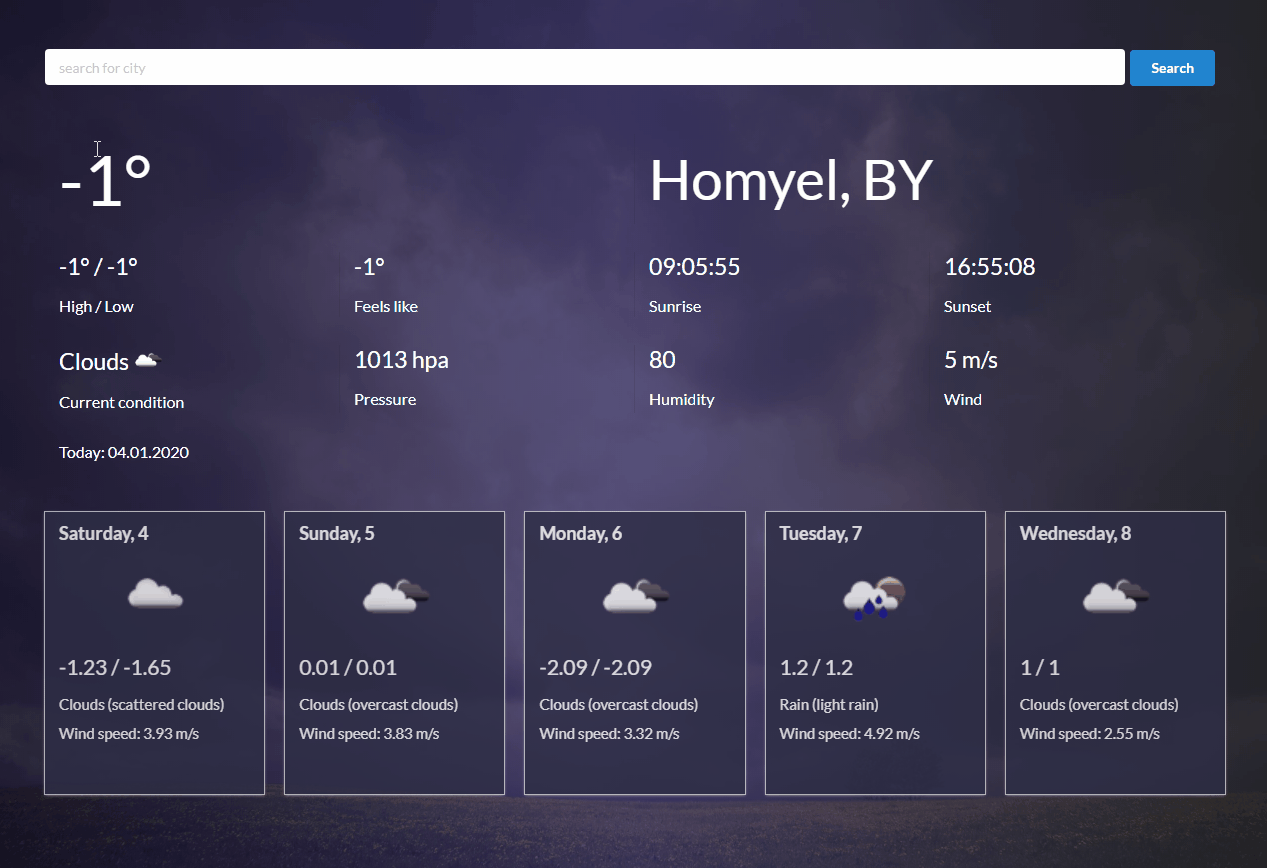 search for city
Search
-1°
Homyel, BY
-1° / -1°
High / Low
-1°
Feels like
09:05:55
Sunrise
16:55:08
Sunset
Clouds
Current condition
1013 hpa
Pressure
80
Humidity
5 m/s
Wind
Today: 04.01.2020
Saturday, 4
-1.23 / -1.65
Clouds (scattered clouds)
Wind speed: 3.93 m/s
Sunday, 5
0.01 / 0.01
Clouds (overcast clouds)
Wind speed: 3.83 m/s
Monday, 6
-2.09 / -2.09
Clouds (overcast clouds)
Wind speed: 3.32 m/s
Tuesday, 7
1.2 / 1.2
Rain (light rain)
Wind speed: 4.92 m/s
Wednesday, 8
1 / 1
Clouds (overcast clouds)
Wind speed: 2.55 m/s